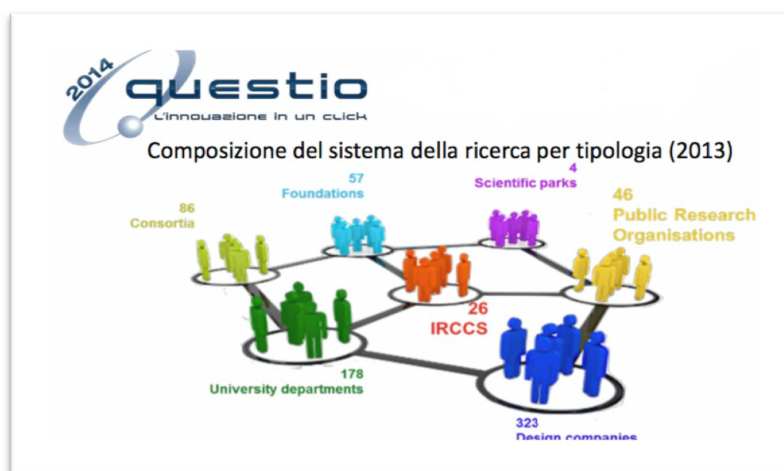 2014
questio
L'innovazione in un click
Composizione del sistema della ricerca per tipologia (2013)
57
Foundations
4
Scientific parks
86
Consortia
46
Public Research
Organisations
26
IRCCS
178
University departments
323
Design companies